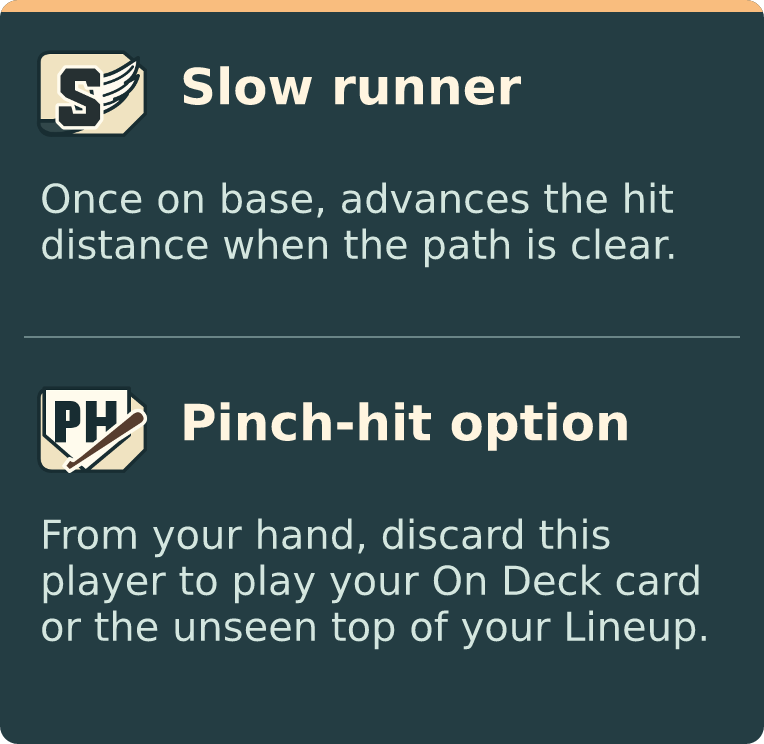 S
Slow runner
Once on base, advances the hit
distance when the path is clear.
PH
Pinch-hit option
From your hand, discard this
player to play your On Deck card
or the unseen top of your Lineup.